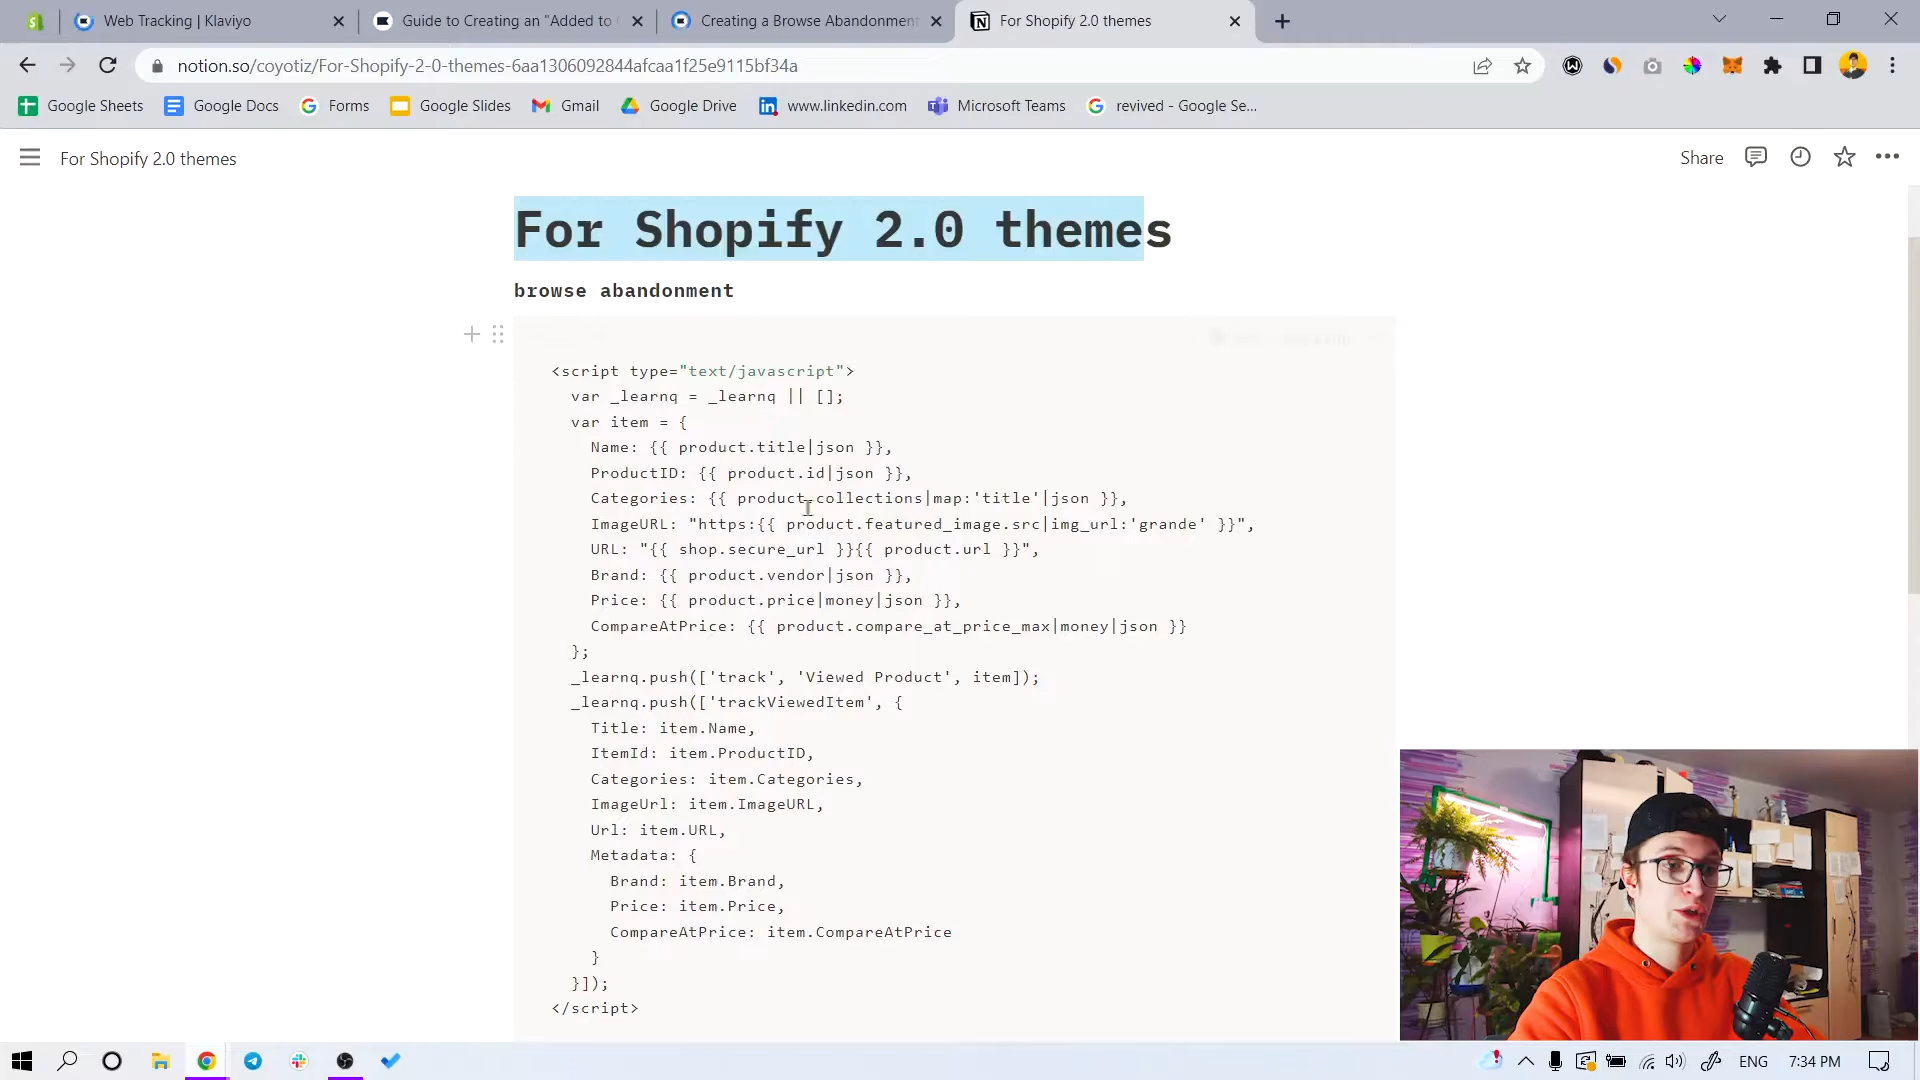 Web Tracking | Klaviyo
Guide to Creating an "Added to
Creating a Browse Abandonment
For Shopify 2.0 themes
notion.so/coyotiz/For-Shopify-2-0-themes-6aa1306092844afcaa1f25e9115bf34a
Google Sheets
Google Docs
Forms
Google Slides
Gmail
Google Drive
www.linkedin.com
Microsoft Teams
revived - Google Se...
For Shopify 2.0 themes
Share
For Shopify 2.0 themes
browse abandonment
<script type="text/javascript">
var _learnq = _learnq || [];
var item = {
Name: {{ product.title|json }},
ProductID: {{ product.id|json }},
Categories: {{ product.collections|map:'title'|json }},
ImageURL: "https:{{ product.featured_image.src|img_url:'grande' }}",
URL: "{{ shop.secure_url }}{{ product.url }}",
Brand: {{ product.vendor|json }},
Price: {{ product.price|money|json }},
CompareAtPrice: {{ product.compare_at_price_max|money|json }}
};
_learnq.push(['track', 'Viewed Product', item]);
_learnq.push(['trackViewedItem', {
Title: item.Name,
ItemId: item.ProductID,
Categories: item.Categories,
ImageUrl: item.ImageURL,
Url: item.URL,
Metadata: {
Brand: item.Brand,
Price: item.Price,
CompareAtPrice: item.CompareAtPrice
}
}]);
</script>
ENG
7:34 PM